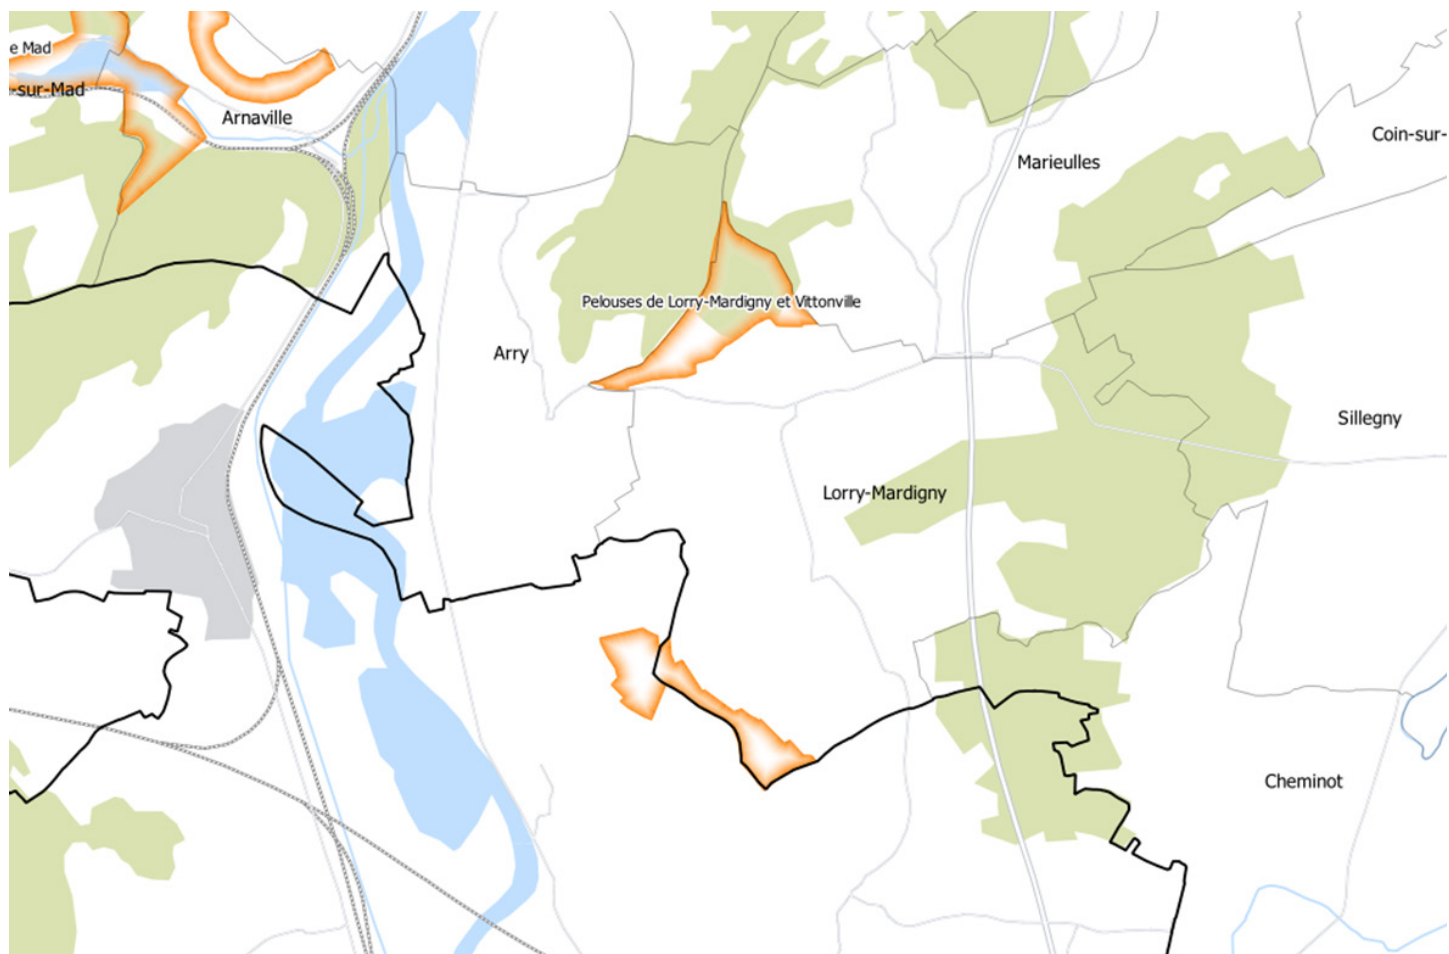 e Mad
-sur-Mad
Arnaville
Coin-sur-
Marieulles
Pelouses de Lorry-Mardigny et Vittonville
Arry
Sillegny
Lorry-Mardigny
Cheminot